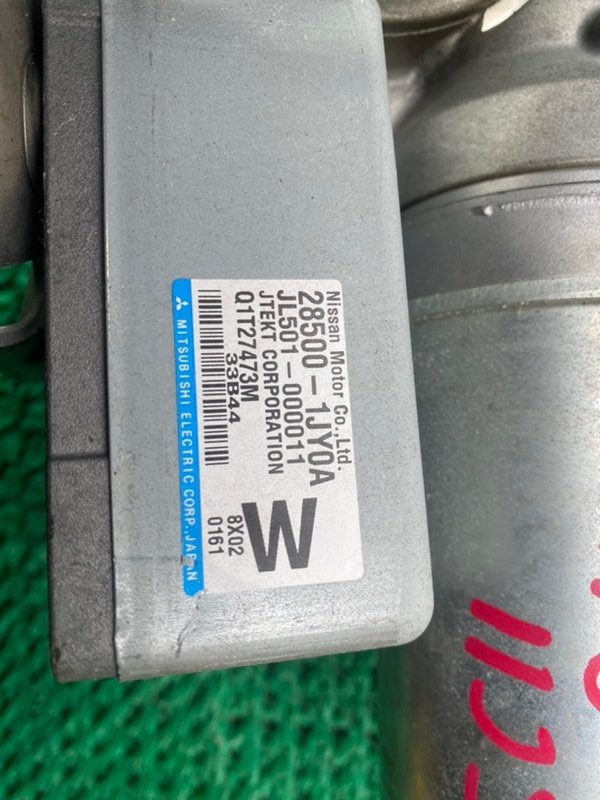 Nissan Motor Co.,Ltd.
28500-1JY0A
JL501-000011
JTEKT CORPORATION
Q1T27473M
33B44
W
8X02
0161
MITSUBISHI ELECTRIC CORP.,JAPAN